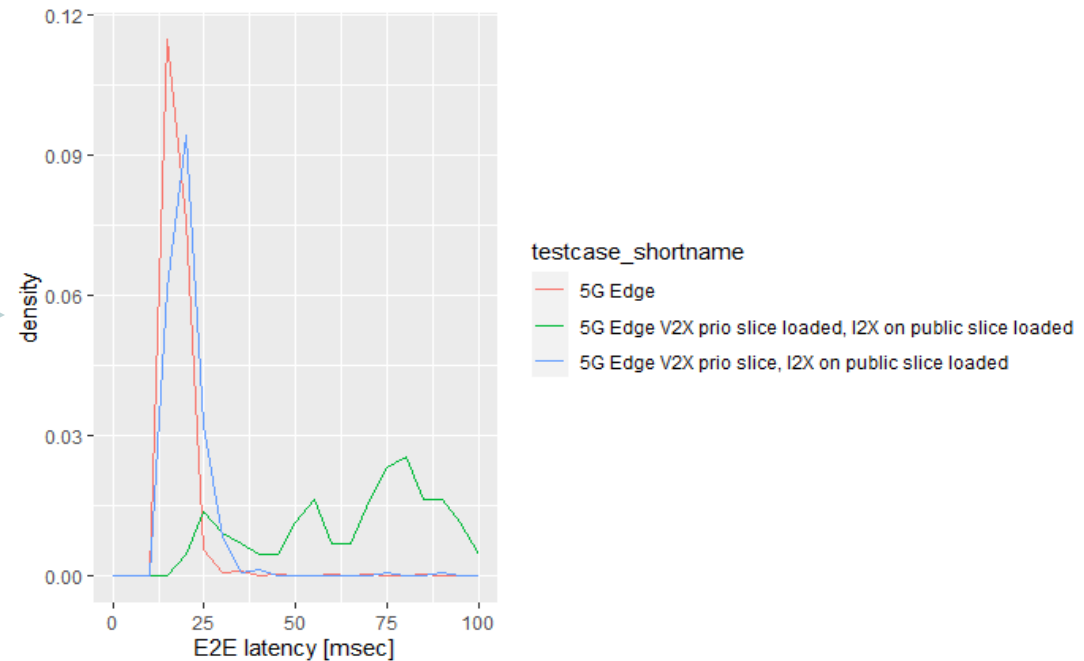 0.12
0.09
0.06
0.03
0.00
density
0 25 50 75 100
E2E latency [msec]
testcase_shortname
5G Edge
5G Edge V2X prio slice loaded, I2X on public slice loaded
5G Edge V2X prio slice, I2X on public slice loaded